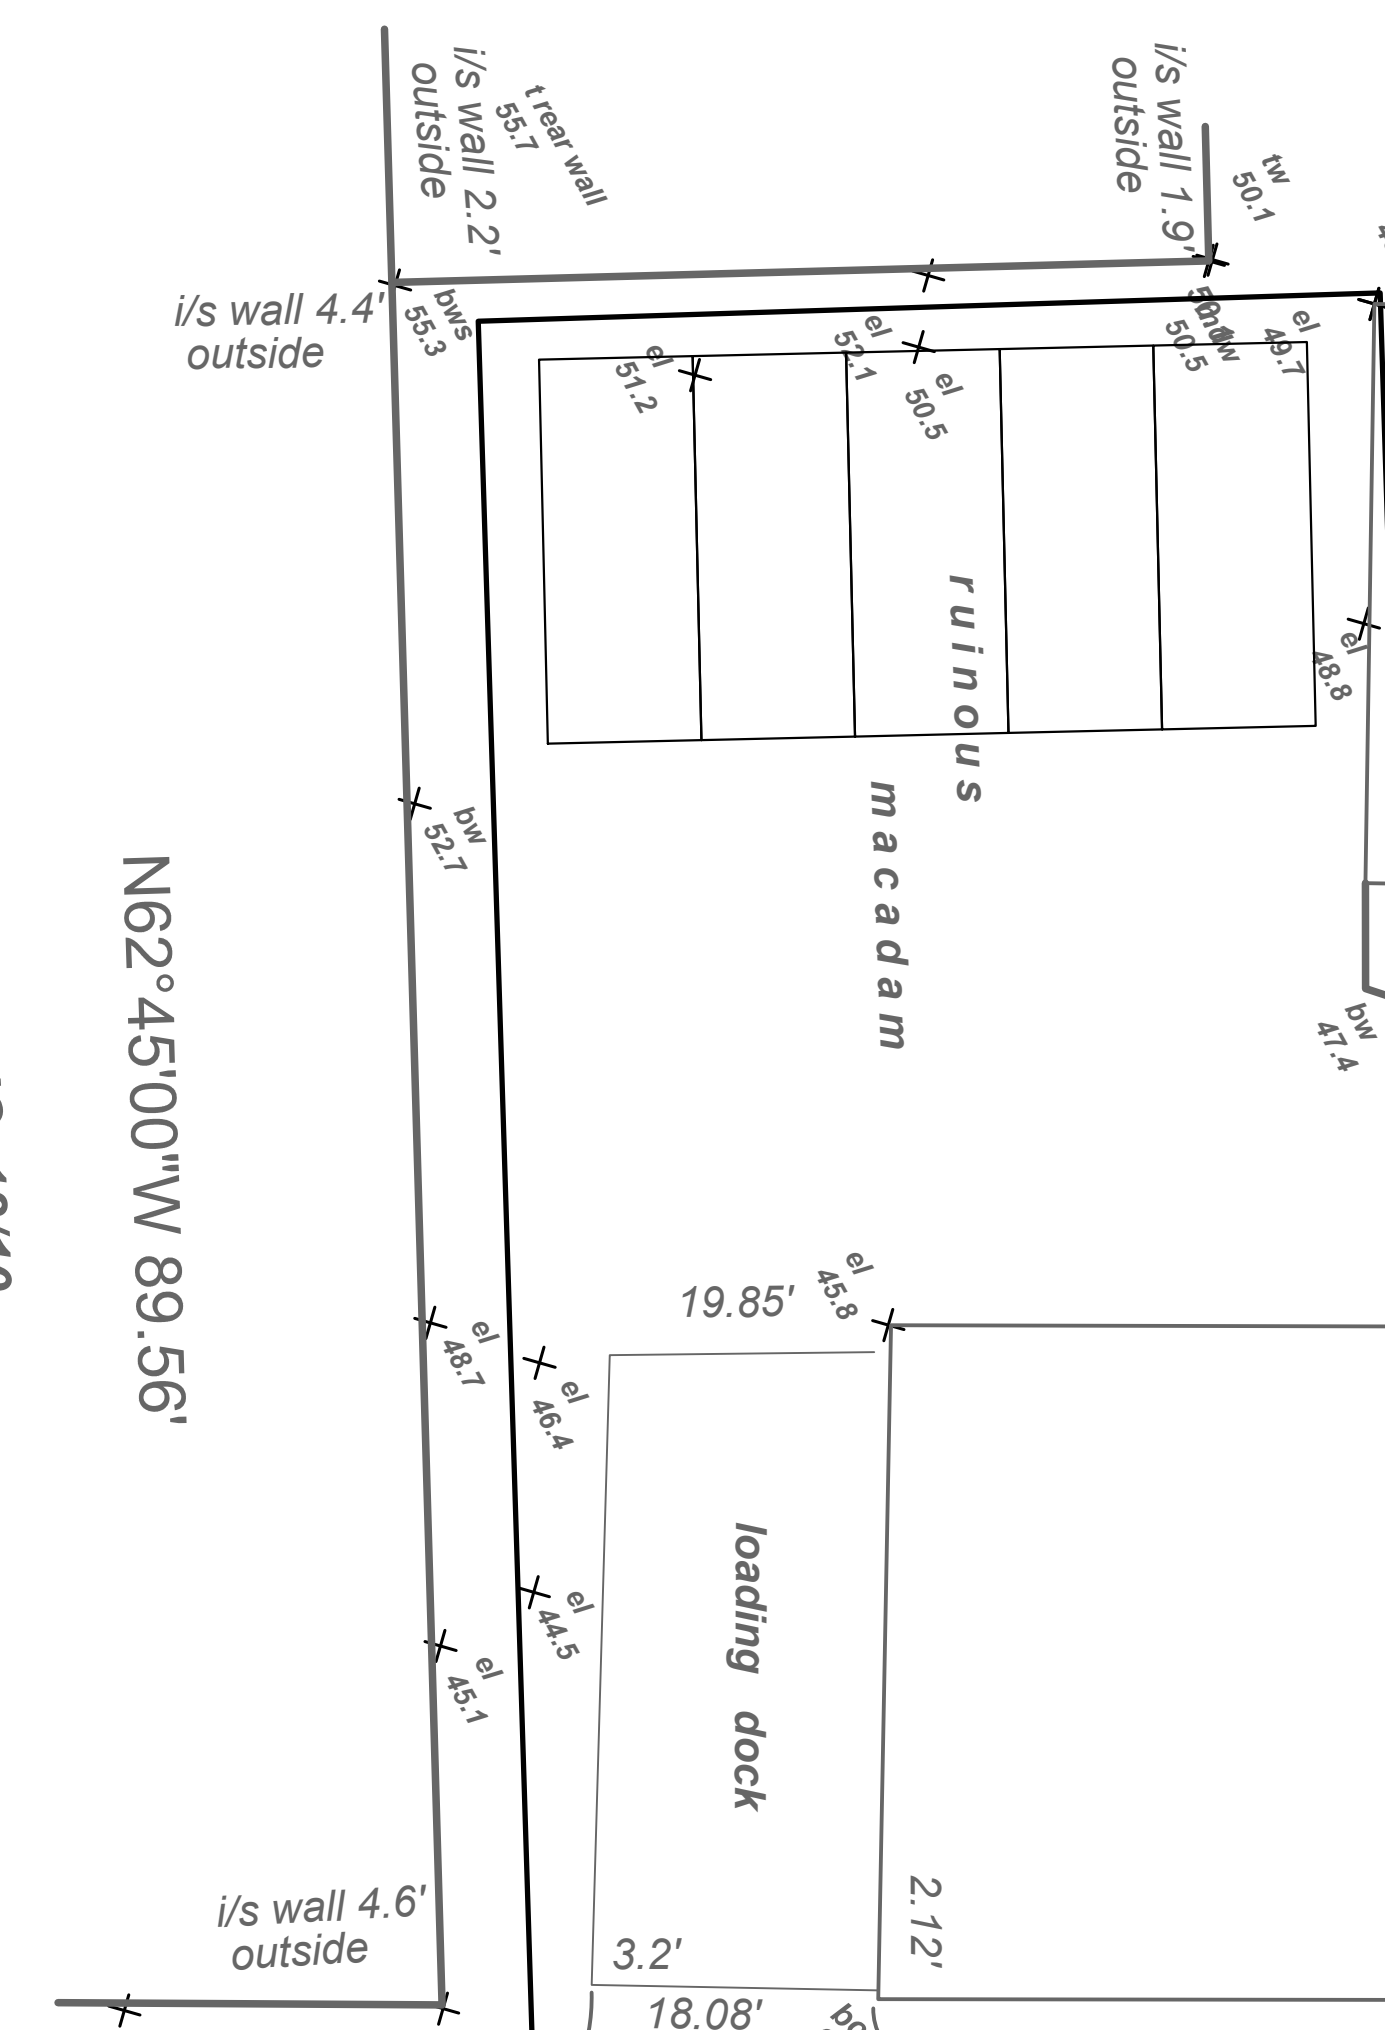 i/s wall 2.2'
outside
t rear wall
55.7
i/s wall 1.9'
outside
tw
50.1
i/s wall 4.4'
outside
bws
55.3
el
51.2
el
52.1
el
50.5
50.5
el
49.7
ruinous
macadam
el
48.8
bw
52.7
bw
47.4
N62°45'00"W 89.56'
19.85'
el
45.8
el
48.7
el
46.4
el
44.5
el
45.1
loading dock
2.12'
i/s wall 4.6'
outside
3.2'
18.08'